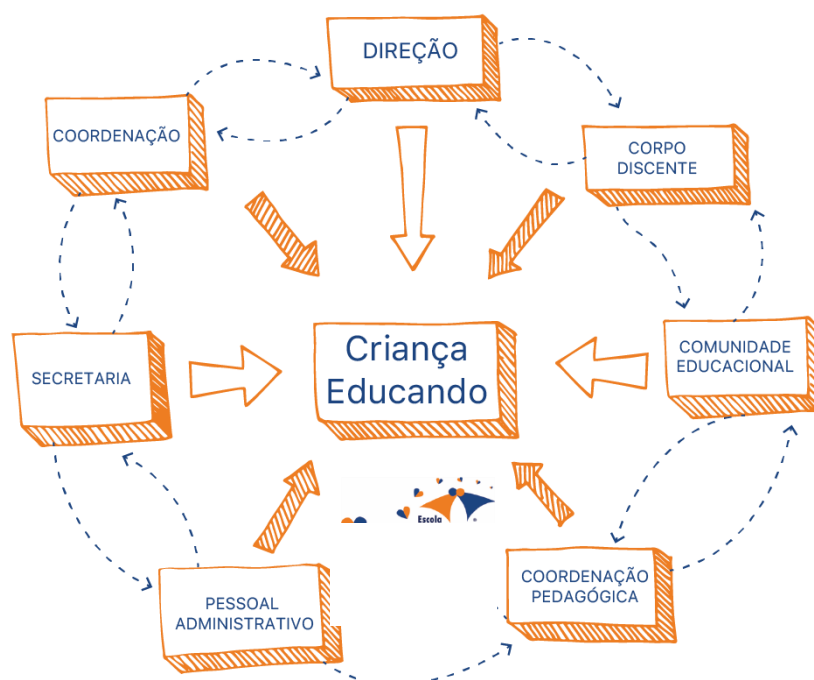 DIREÇÃO
COORDENAÇÃO
CORPO
DISCENTE
SECRETARIA
Criança
Educando
COMUNIDADE
EDUCACIONAL
Escola
PESSOAL
ADMINISTRATIVO
COORDENAÇÃO
PEDAGÓGICA